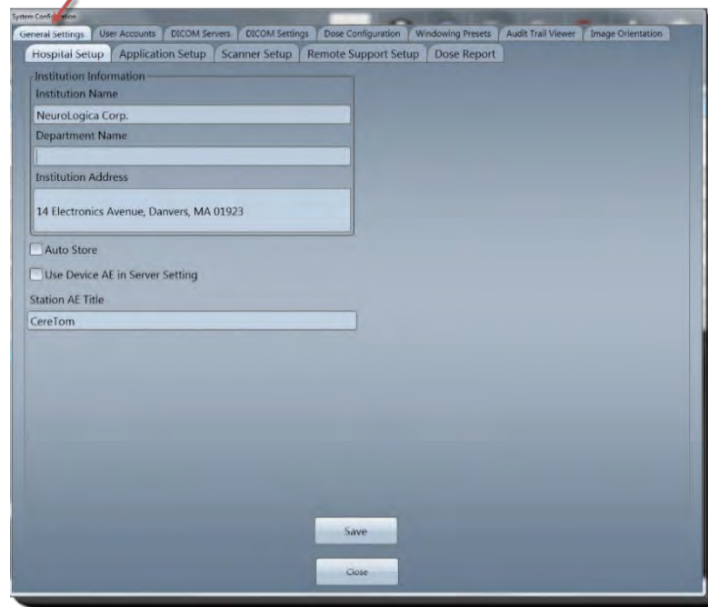 System Configuration
General Settings User Accounts DICOM Servers DICOM Settings Dose Configuration Windowing Presets Audit Trail Viewer Image Orientation
Hospital Setup Application Setup Scanner Setup Remote Support Setup Dose Report
Institution Information
Institution Name
NeuroLogica Corp.
Department Name
Institution Address
14 Electronics Avenue, Danvers, MA 01923
Auto Store
Use Device AE in Server Setting
Station AE Title
CereTom
Save
Close